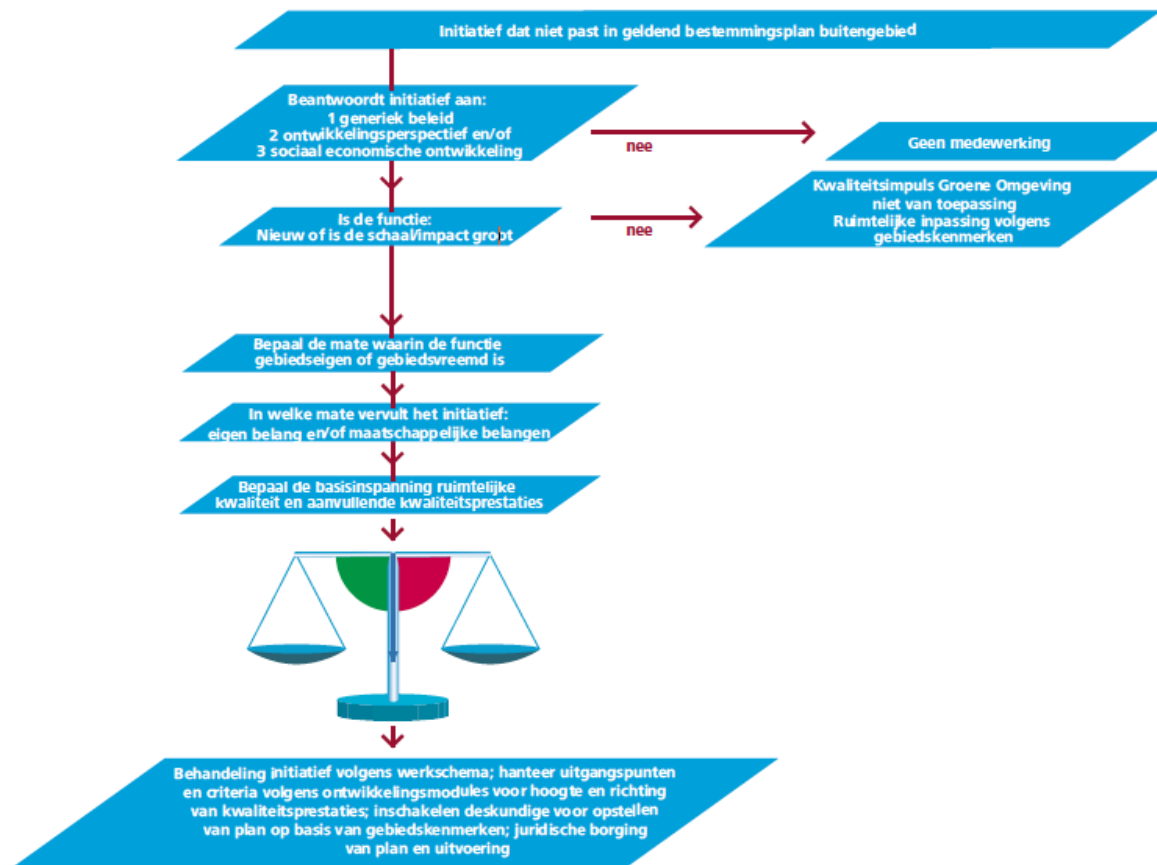 Initiatief dat niet past in geldend bestemmingsplan buitengebied
Beantwoordt initiatief aan:
1 generiek beleid
2 ontwikkelingsperspectief en/of
3 sociaal economische ontwikkeling
nee
Geen medewerking
Is de functie:
Nieuw of is de schaal/impact groot
nee
Kwaliteitsimpuls Groene Omgeving
niet van toepassing
Ruimtelijke inpassing volgens
gebiedskenmerken
Bepaal de mate waarin de functie
gebiedseigen of gebiedsvreemd is
In welke mate vervult het initiatief:
eigen belang en/of maatschappelijke belangen
Bepaal de basisinspanning ruimtelijke
kwaliteit en aanvullende kwaliteitsprestaties
Behandeling initiatief volgens werkschema; hanteer uitgangspunten
en criteria volgens ontwikkelingsmodules voor hoogte en richting
van kwaliteitsprestaties; inschakelen deskundige voor opstellen
van plan op basis van gebiedskenmerken; juridische borging
van plan en uitvoering